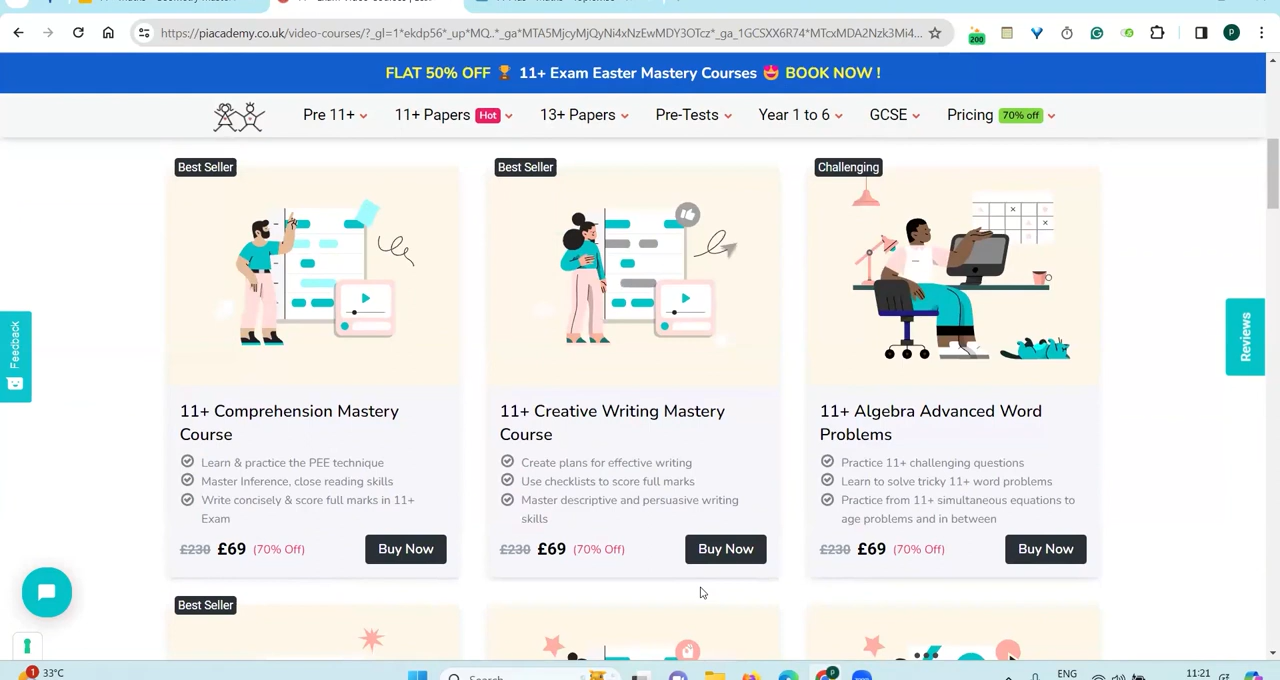 https://piacademy.co.uk/video-courses/?_gl=1*ekdp56*_up*MQ..*_ga*MTA5MjcyMjQyNi4xNzEwMDY3OTcz*_ga_1GCSXX6R74*MTcxMDA2Nzk3Mi4...
200
P
FLAT 50% OFF 🏆 11+ Exam Easter Mastery Courses 🤩 BOOK NOW !
Pre 11+ 11+ Papers Hot 13+ Papers Pre-Tests Year 1 to 6 GCSE Pricing 70% off
Best Seller
Best Seller
Challenging
Feedback
Reviews
11+ Comprehension Mastery
Course
Learn & practice the PEE technique
Master Inference, close reading skills
Write concisely & score full marks in 11+
Exam
£230 £69 (70% Off) Buy Now
11+ Creative Writing Mastery
Course
Create plans for effective writing
Use checklists to score full marks
Master descriptive and persuasive writing
skills
£230 £69 (70% Off) Buy Now
11+ Algebra Advanced Word
Problems
Practice 11+ challenging questions
Learn to solve tricky 11+ word problems
Practice from 11+ simultaneous equations to
age problems and in between
£230 £69 (70% Off) Buy Now
Best Seller
1 33°C
Search
ENG
11:21